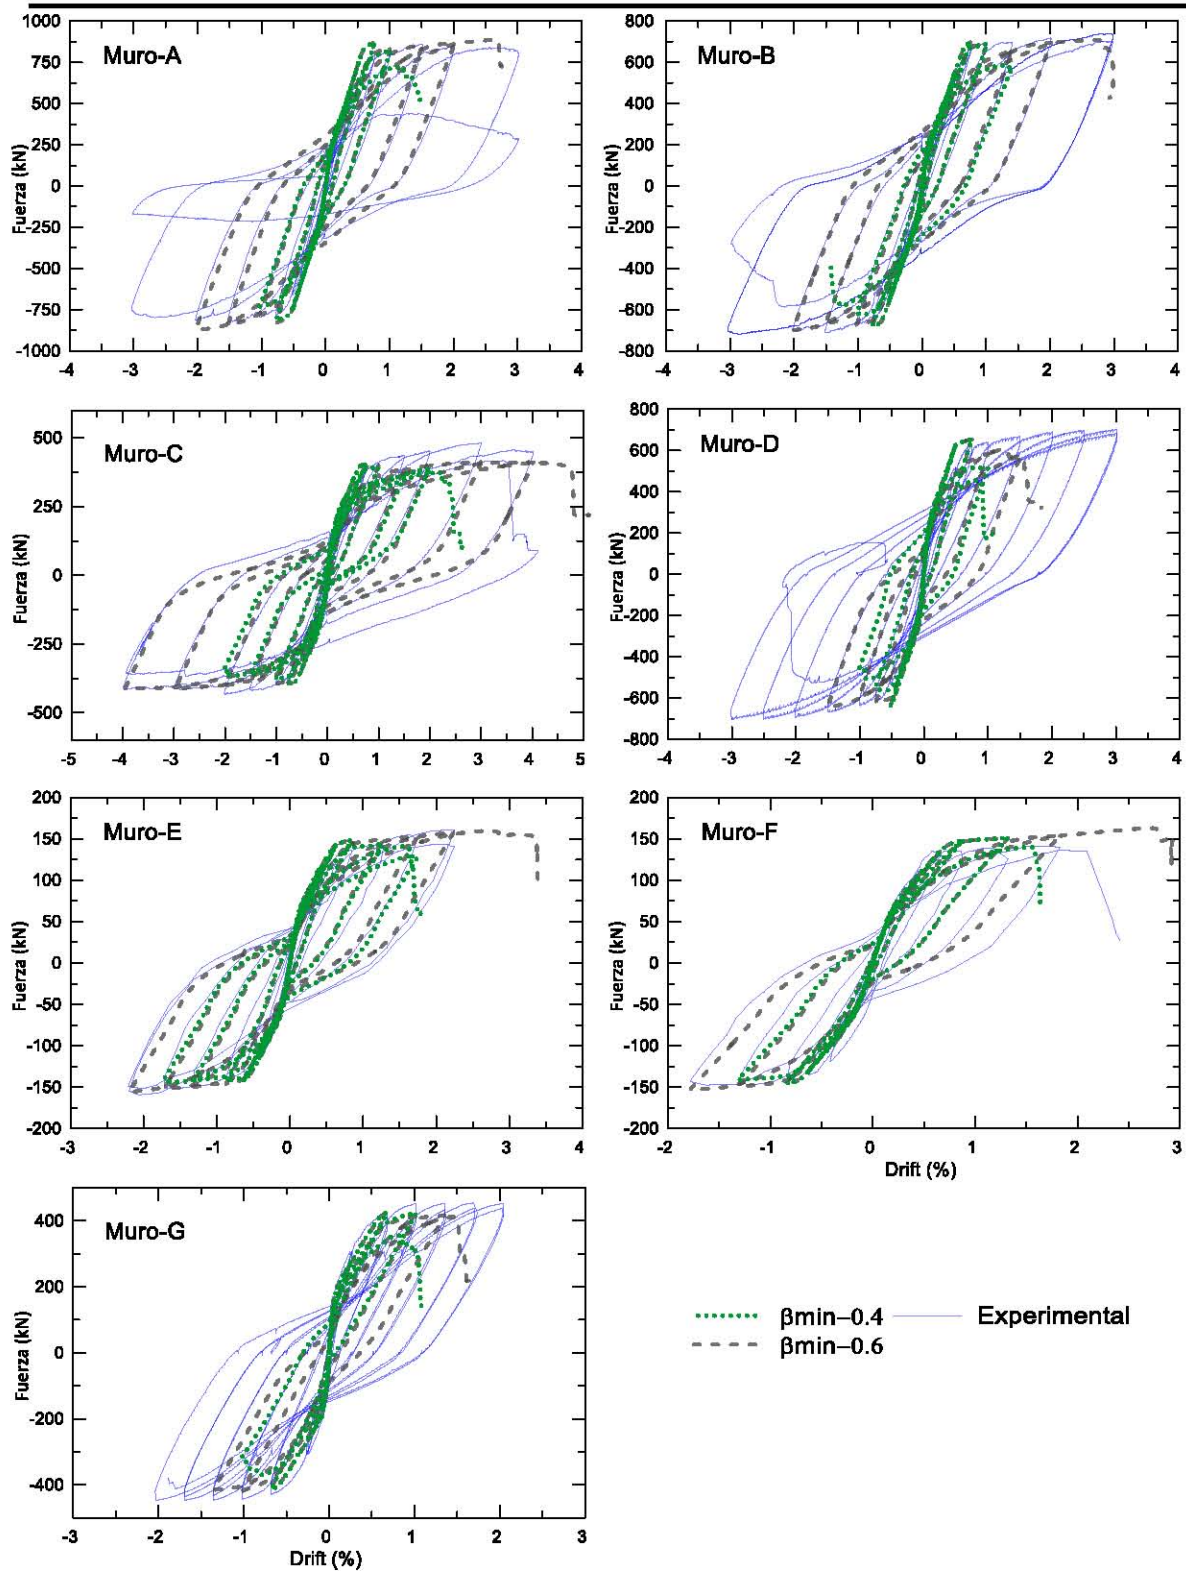 Muro-A
Fuerza (kN)
1000
750
500
250
0
-250
-500
-750
-1000
-4 -3 -2 -1 0 1 2 3 4
Muro-B
Fuerza (kN)
800
600
400
200
0
-200
-400
-600
-800
-4 -3 -2 -1 0 1 2 3 4
Muro-C
Fuerza (kN)
500
250
0
-250
-500
-5 -4 -3 -2 -1 0 1 2 3 4 5
Muro-D
Fuerza (kN)
800
600
400
200
0
-200
-400
-600
-800
-4 -3 -2 -1 0 1 2 3 4
Muro-E
Fuerza (kN)
200
150
100
50
0
-50
-100
-150
-200
-3 -2 -1 0 1 2 3 4
Muro-F
Fuerza (kN)
200
150
100
50
0
-50
-100
-150
-200
-2 -1 0 1 2 3
Drift (%)
Muro-G
Fuerza (kN)
400
200
0
-200
-400
-3 -2 -1 0 1 2 3
Drift (%)
βmin–0.4
Experimental
βmin–0.6